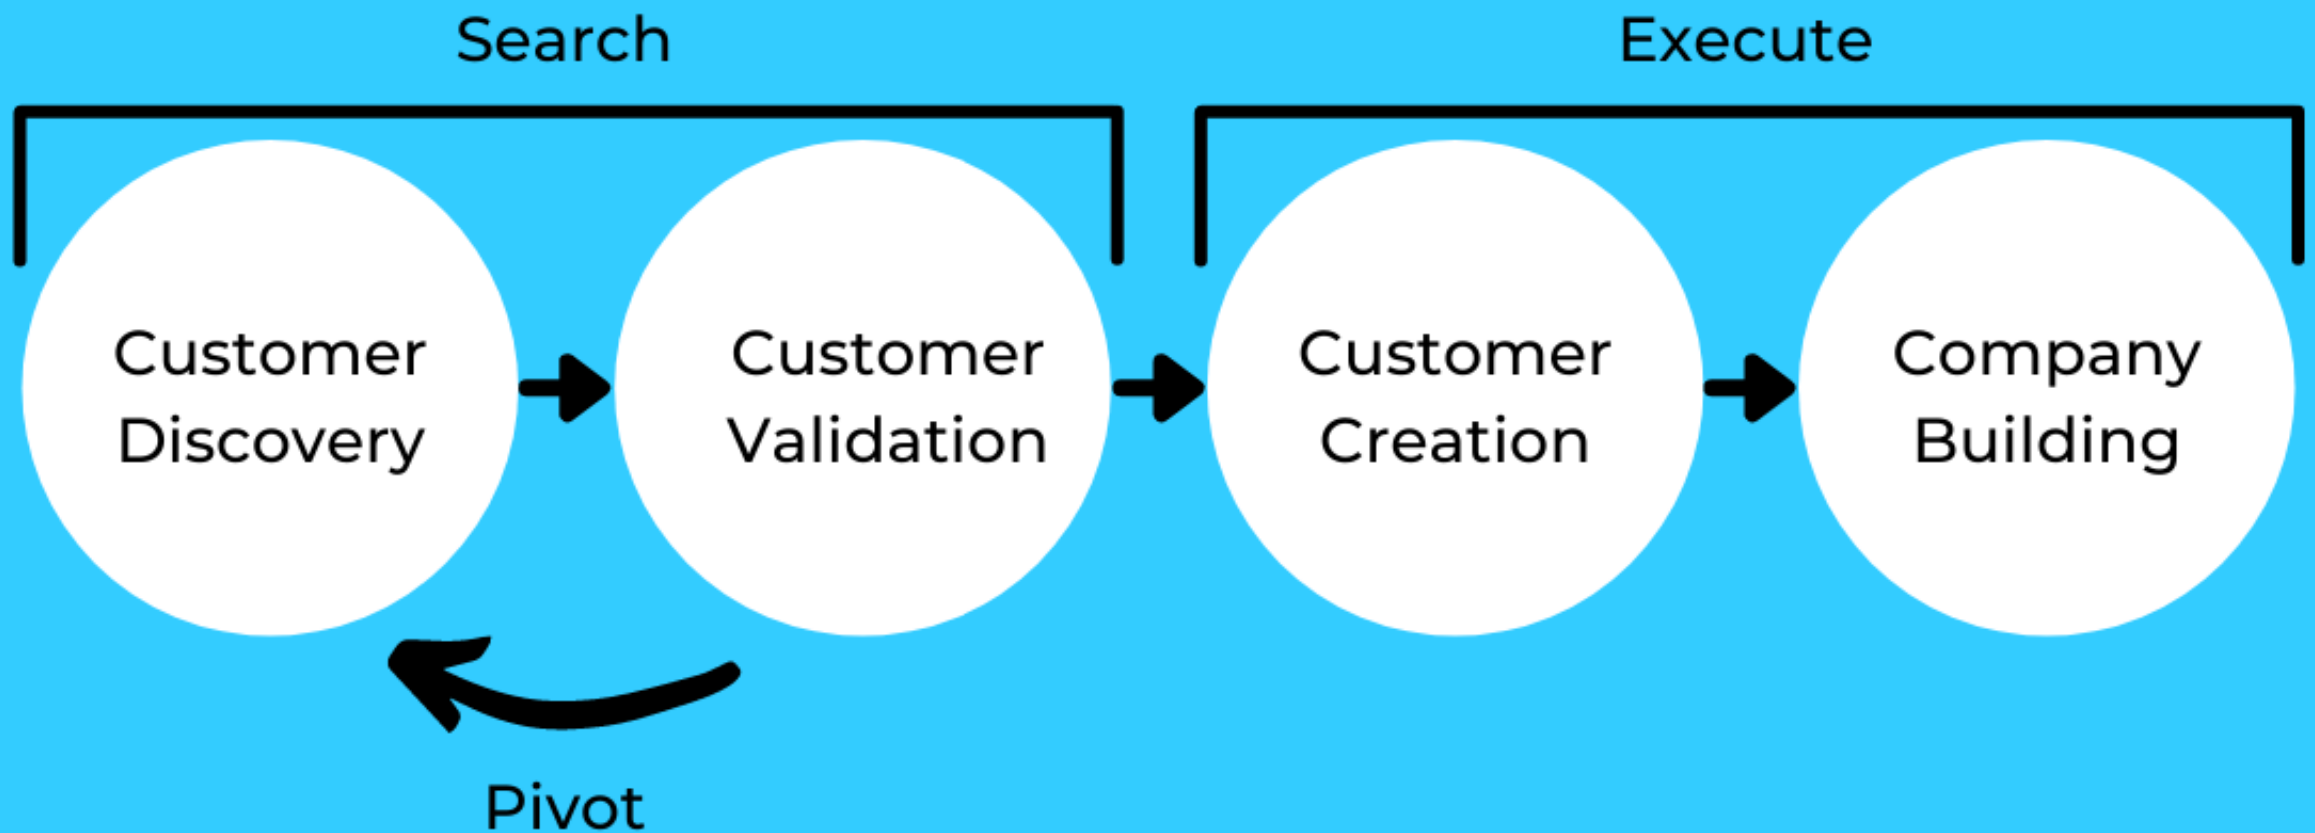 Search
Execute
Customer
Discovery
Customer
Validation
Customer
Creation
Company
Building
Pivot